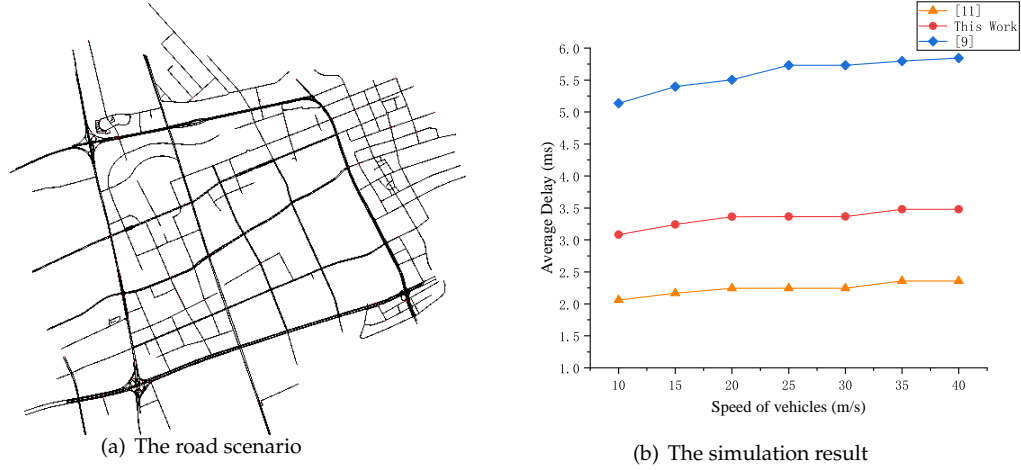 [11]
This Work
[9]
6.0
5.5
5.0
4.5
4.0
3.5
3.0
2.5
2.0
1.5
1.0
Average Delay (ms)
10 15 20 25 30 35 40
Speed of vehicles (m/s)
(a) The road scenario
(b) The simulation result